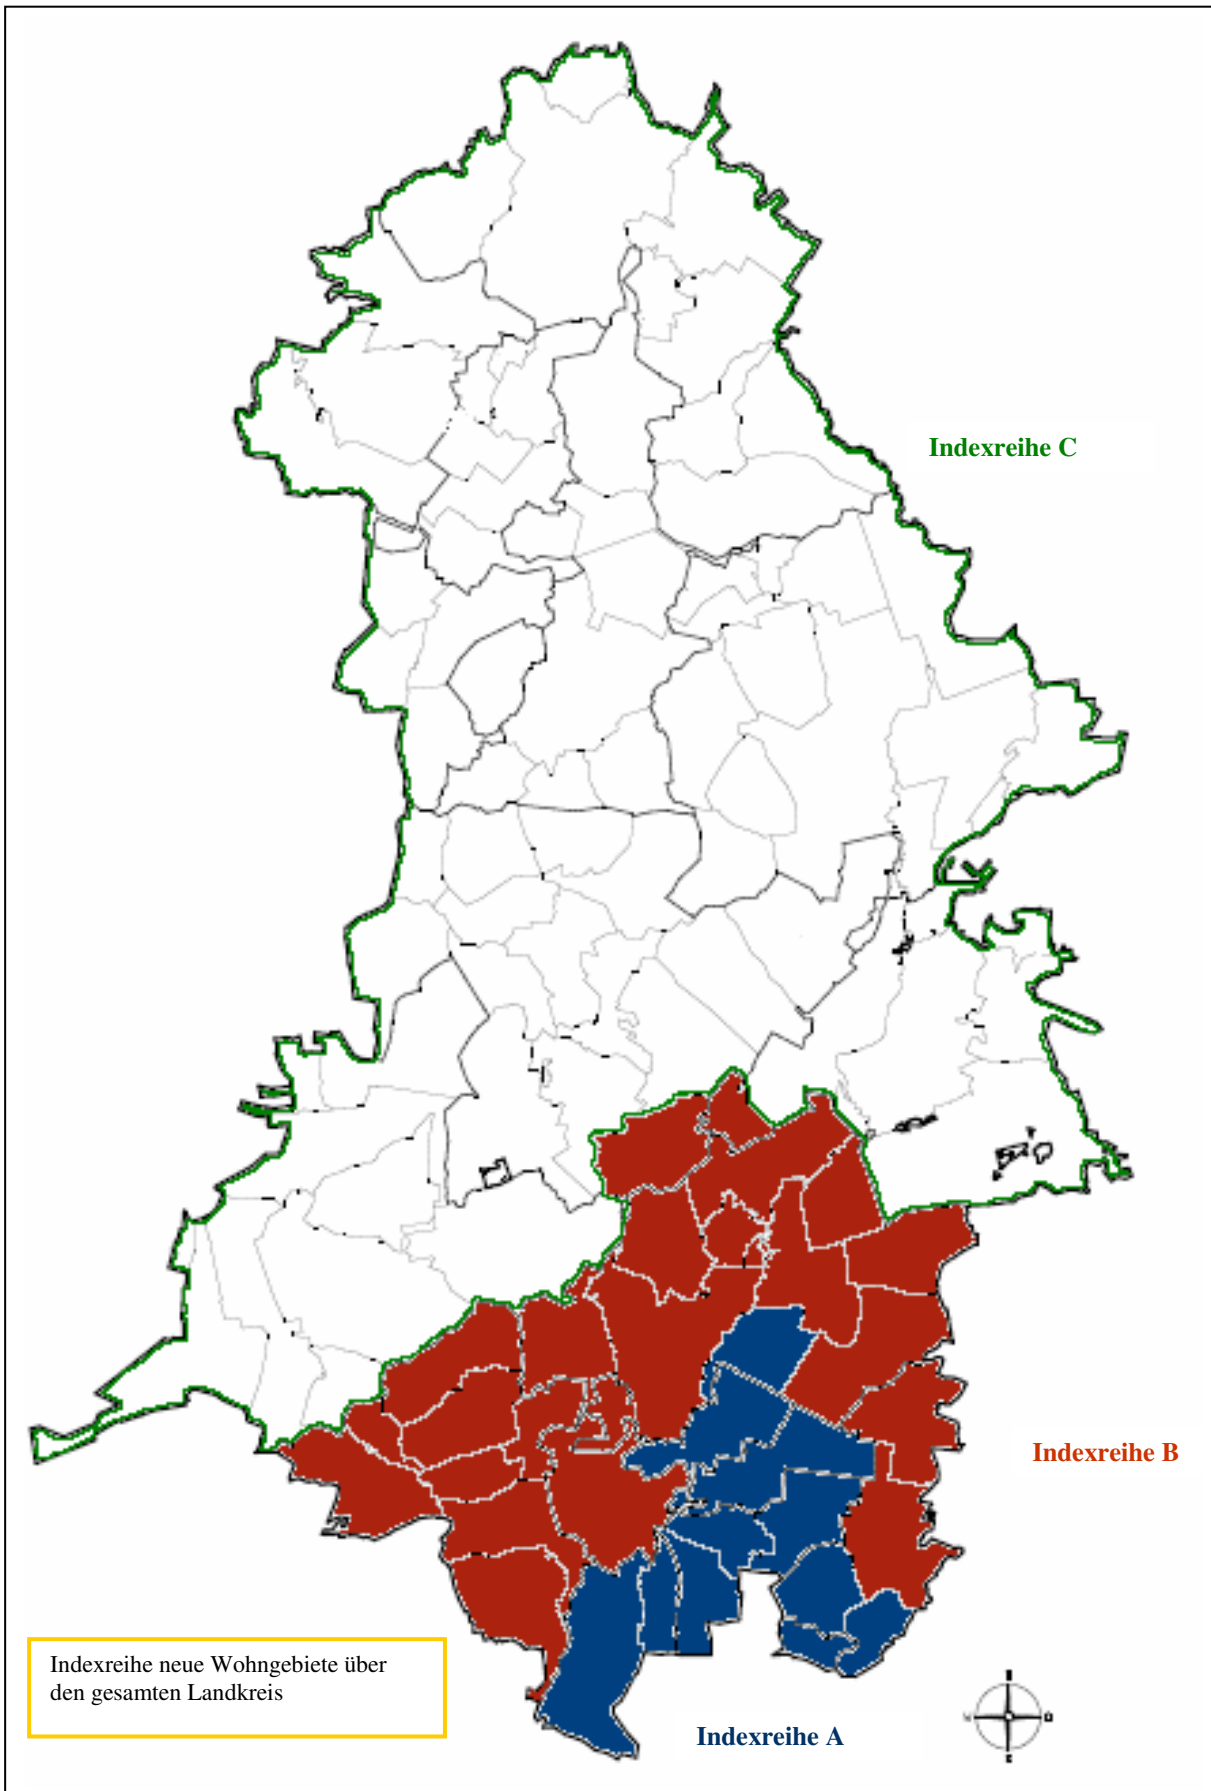 Indexreihe C
Indexreihe B
Indexreihe neue Wohngebiete über
den gesamten Landkreis
Indexreihe A